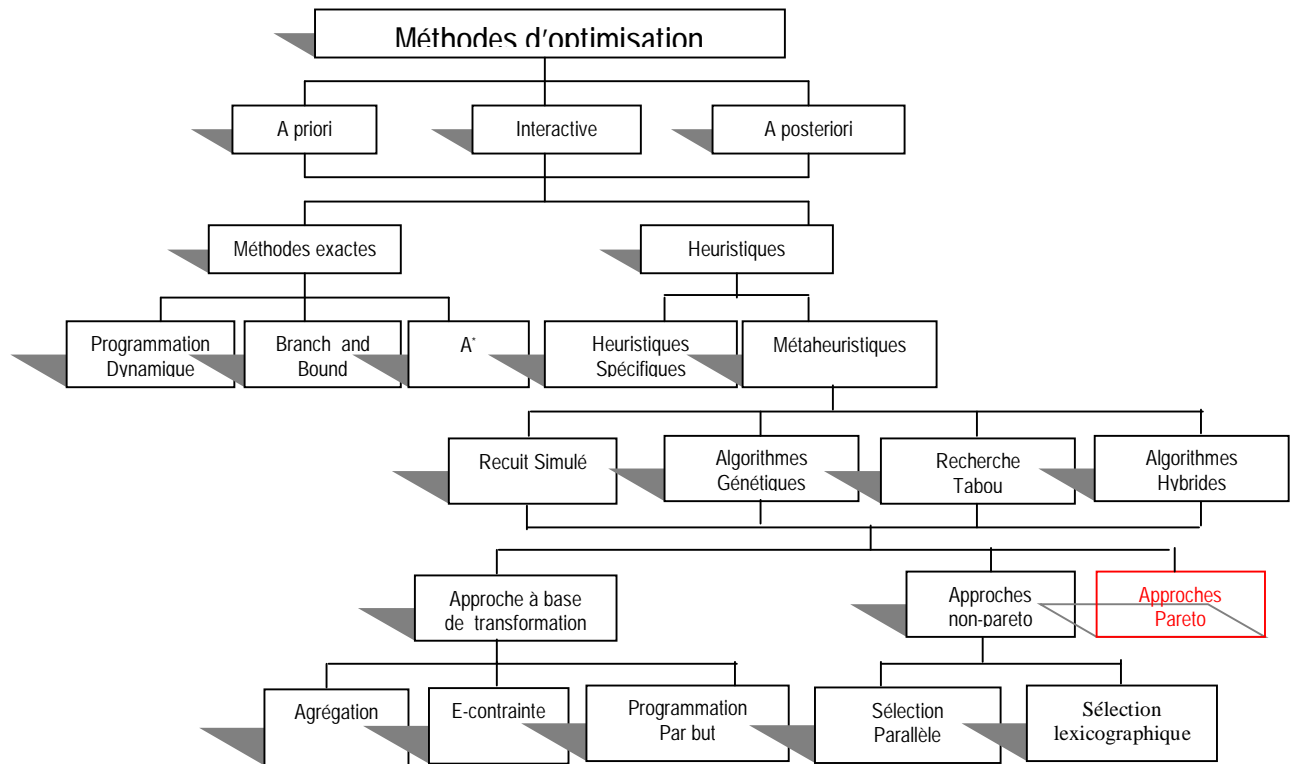 Méthodes d'optimisation
A priori
Interactive
A posteriori
Méthodes exactes
Heuristiques
Programmation
Dynamique
Branch and
Bound
A*
Heuristiques
Spécifiques
Métaheuristiques
Recuit Simulé
Algorithmes
Génétiques
Recherche
Tabou
Algorithmes
Hybrides
Approche à base
de transformation
Approches
non-pareto
Approches
Pareto
Agrégation
E-contrainte
Programmation
Par but
Sélection
Parallèle
Sélection
lexicographique